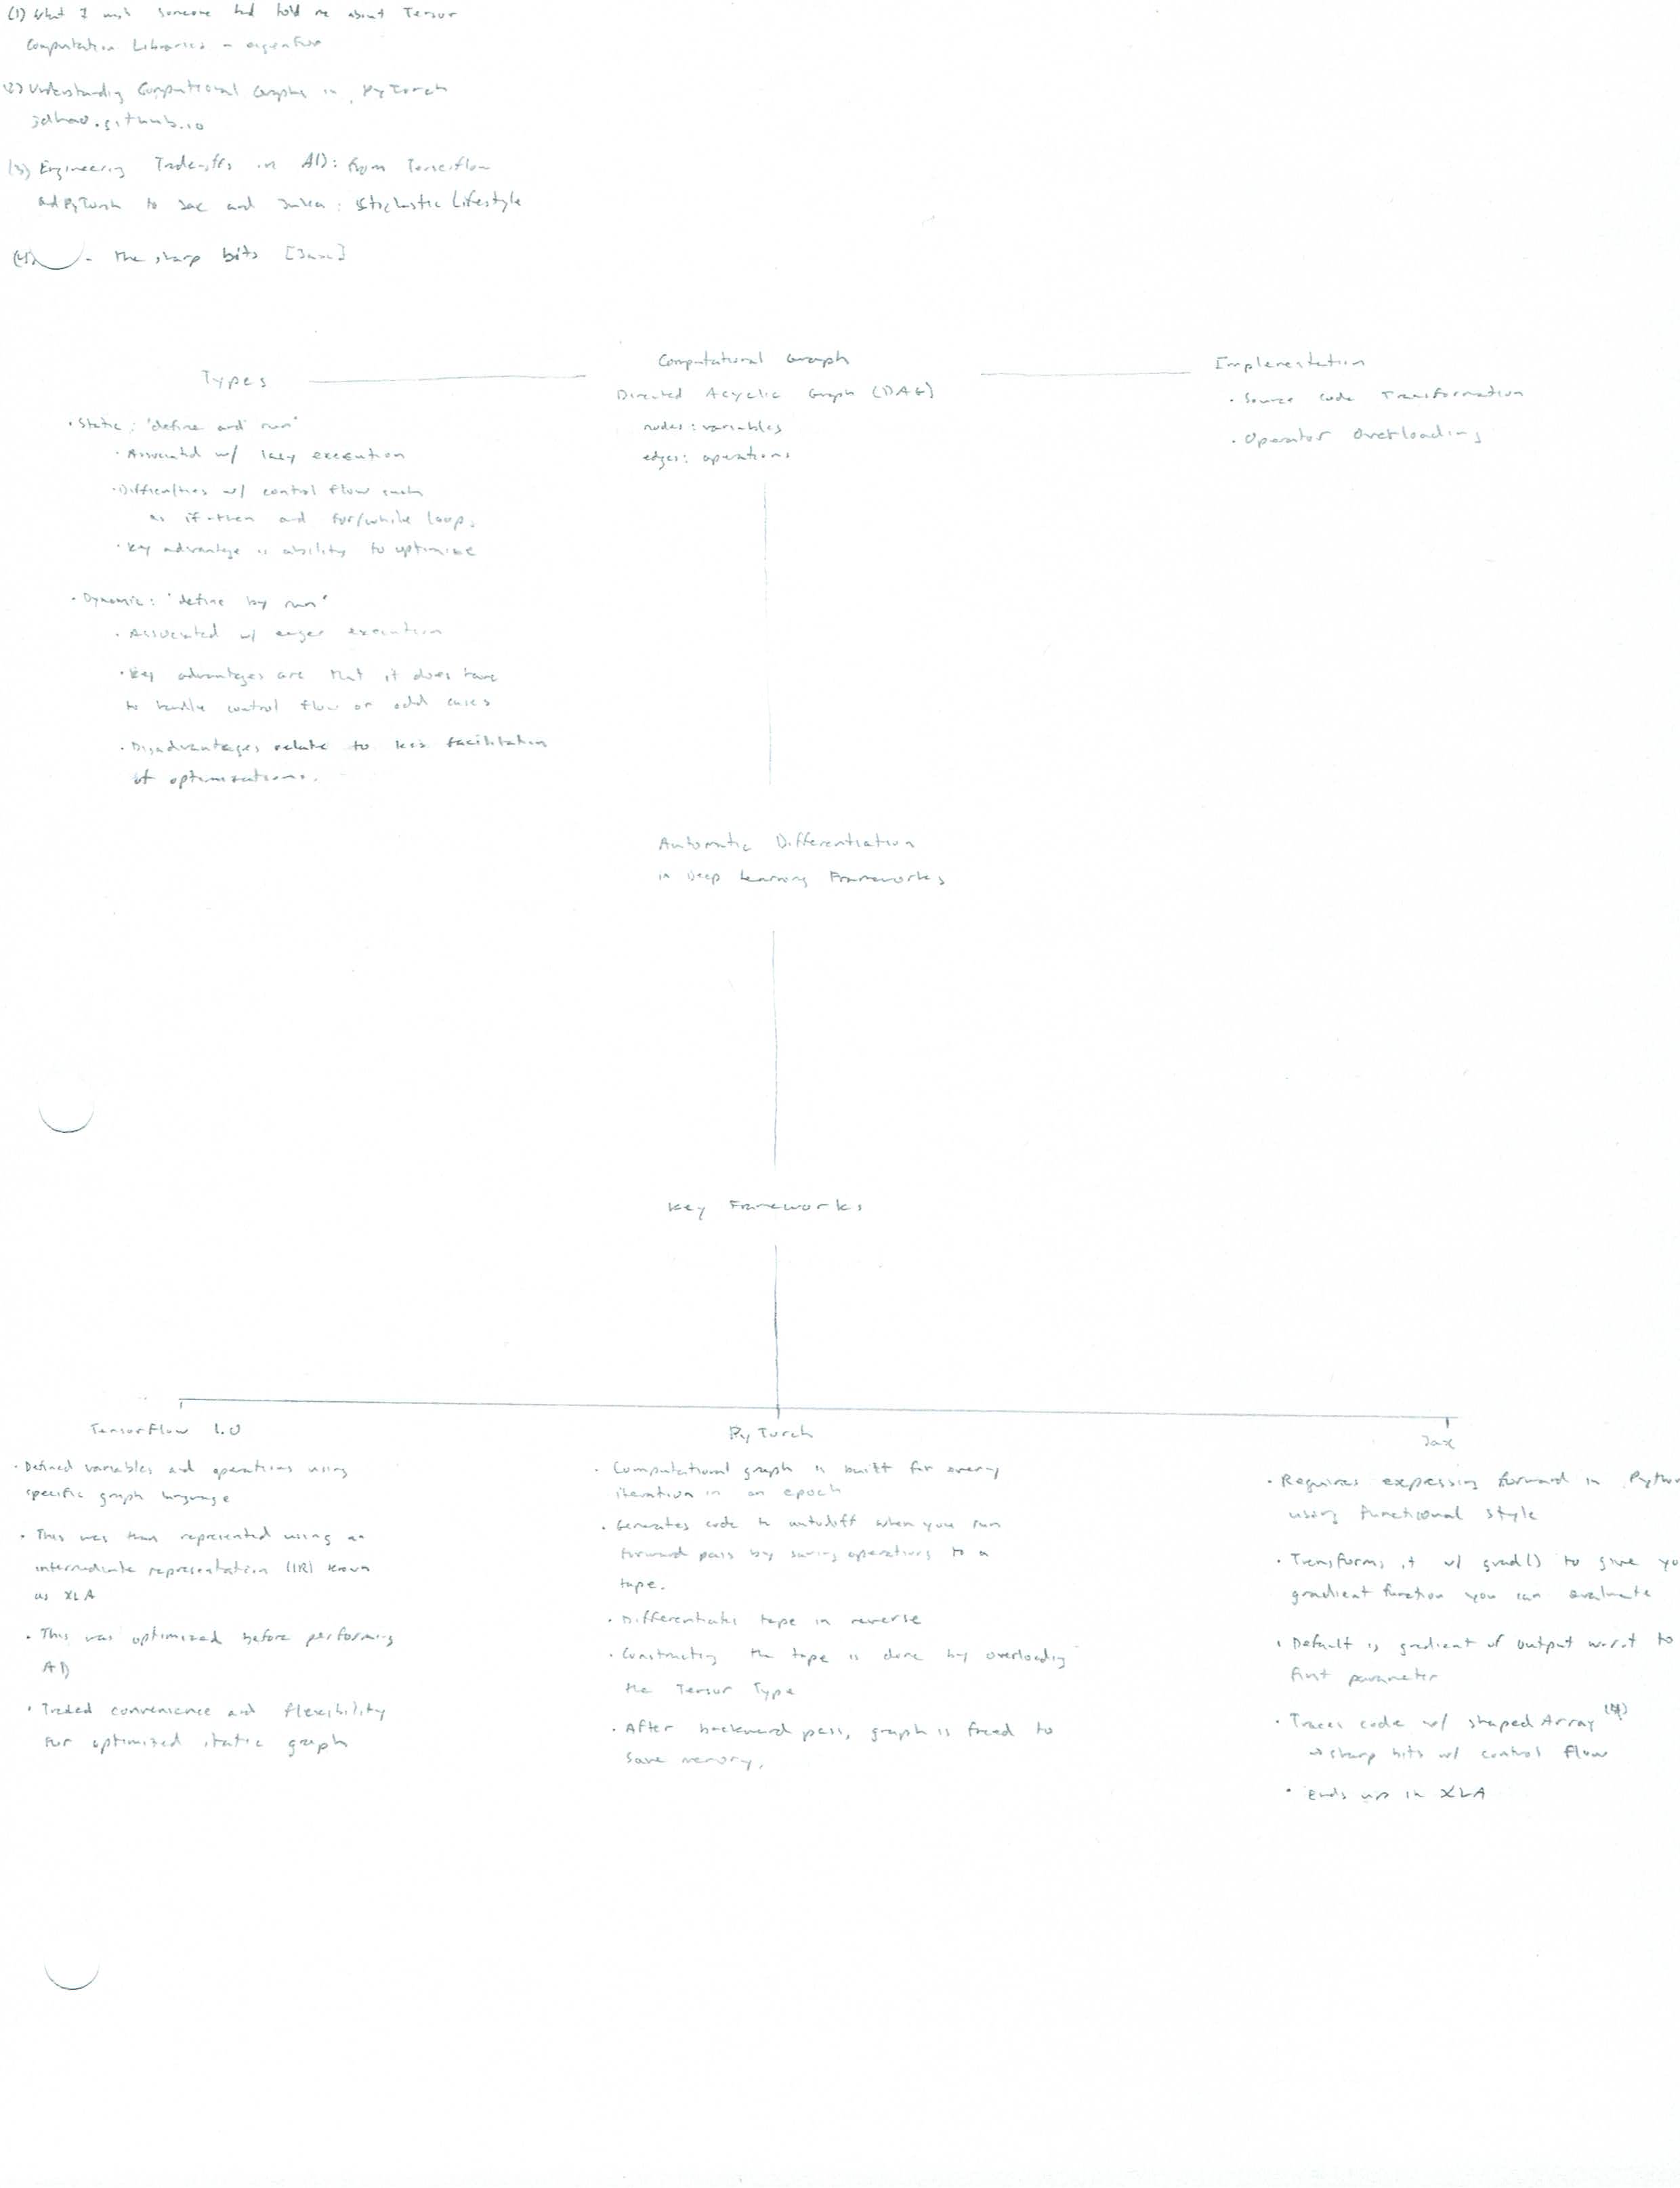 (1) What I wish someone had told me about Tensor
Computation Libraries - eigenfoo
(2) Understanding Computational Graphs in PyTorch
jdhao.github.io
(3) Engineering Trade-offs in AD: from Tensorflow
and PyTorch to Jax and Julia: Stochastic Lifestyle
(4) - The sharp bits [Jax]
Types
• Static: 'define and run'
• Associated w/ lazy execution
• Difficulties w/ control flow such
as if-then and for/while loops
• Key advantage is ability to optimize
• Dynamic: 'define by run'
• Associated w/ eager execution
• Key advantages are that it does have
to handle control flow or odd cases
• Disadvantages relate to less facilitation
of optimizations.
Computational Graph
Directed Acyclic Graph (DAG)
nodes: variables
edges: operations
Implementation
• Source code Transformation
• Operator Overloading
Automatic Differentiation
in Deep Learning Frameworks
Key Frameworks
TensorFlow 1.0
• Defined variables and operations using
specific graph language
• This was then represented using an
intermediate representation (IR) known
as XLA
• This was optimized before performing
AD
• Traded convenience and flexibility
for optimized static graph
PyTorch
• Computational graph is built for every
iteration in an epoch
• Generates code to autodiff when you run
forward pass by saving operations to a
tape.
• Differentiates tape in reverse
• Constructing the tape is done by overloading
the Tensor Type
• After backward pass, graph is freed to
save memory.
Jax
• Requires expressing forward in Python
using functional style
• Transforms it w/ grad() to give you
gradient function you can evaluate
• Default is gradient of output w.r.t to
first parameter
• Traces code w/ shapedArray (4)
→ sharp bits w/ control flow
• Ends up in XLA